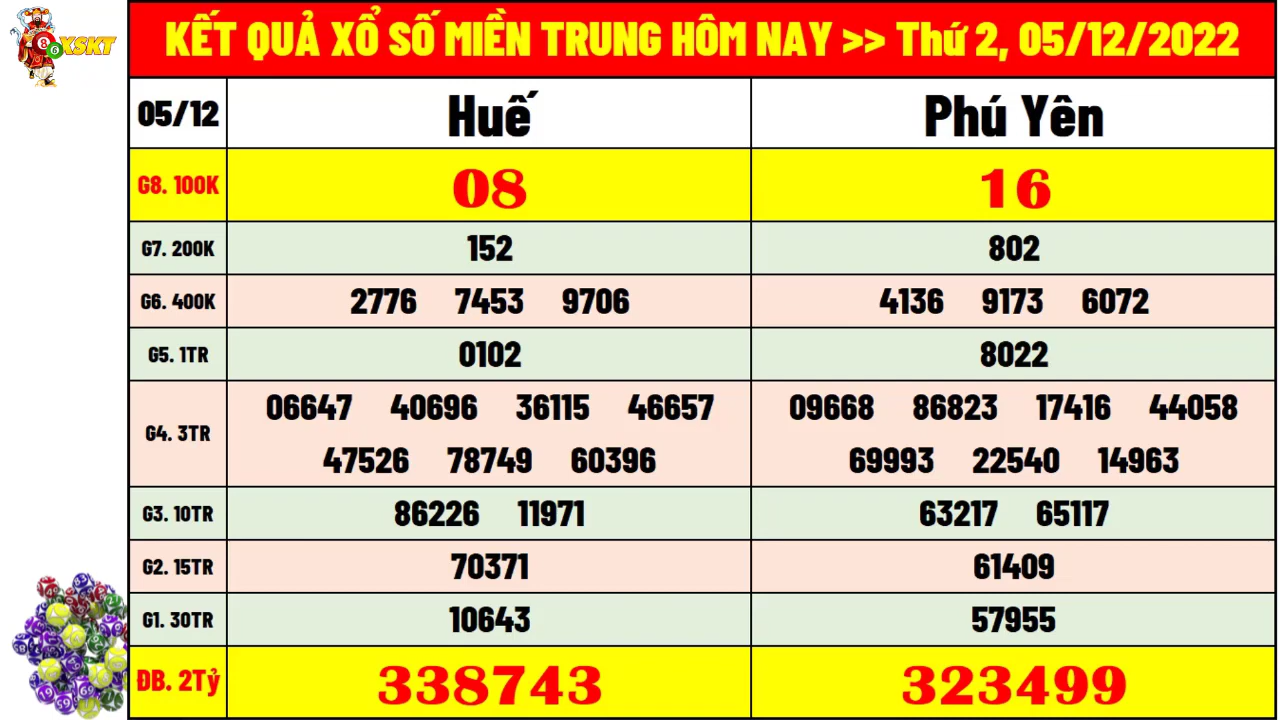 XSKT
KẾT QUẢ XỔ SỐ MIỀN TRUNG HÔM NAY >> Thứ 2, 05/12/2022
05/12 Huế Phú Yên
G8. 100K 08 16
G7. 200K 152 802
G6. 400K 2776 7453 9706 4136 9173 6072
G5. 1TR 0102 8022
G4. 3TR 06647 40696 36115 46657 09668 86823 17416 44058
47526 78749 60396 69993 22540 14963
G3. 10TR 86226 11971 63217 65117
G2. 15TR 70371 61409
G1. 30TR 10643 57955
ĐB. 2Tỷ 338743 323499